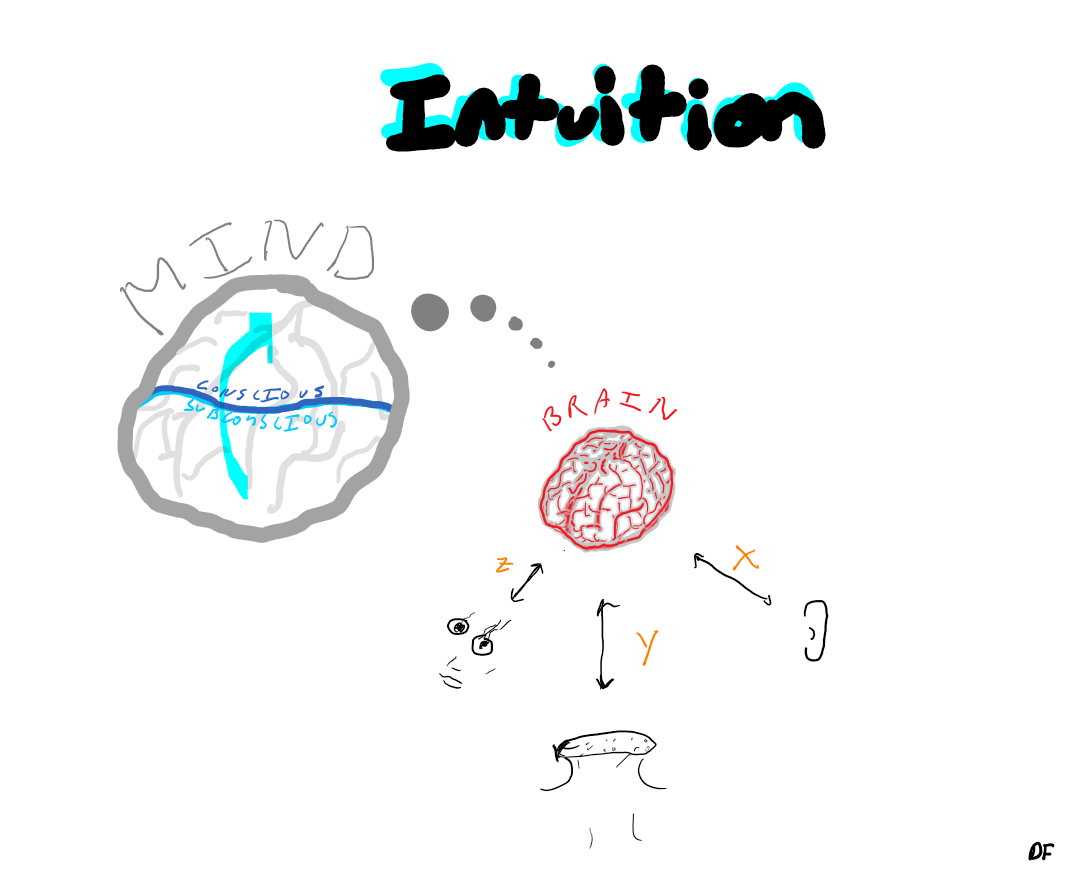 Intuition
MIND
CONSCIOUS
SUBCONSCIOUS
BRAIN
Z
X
Y
DF